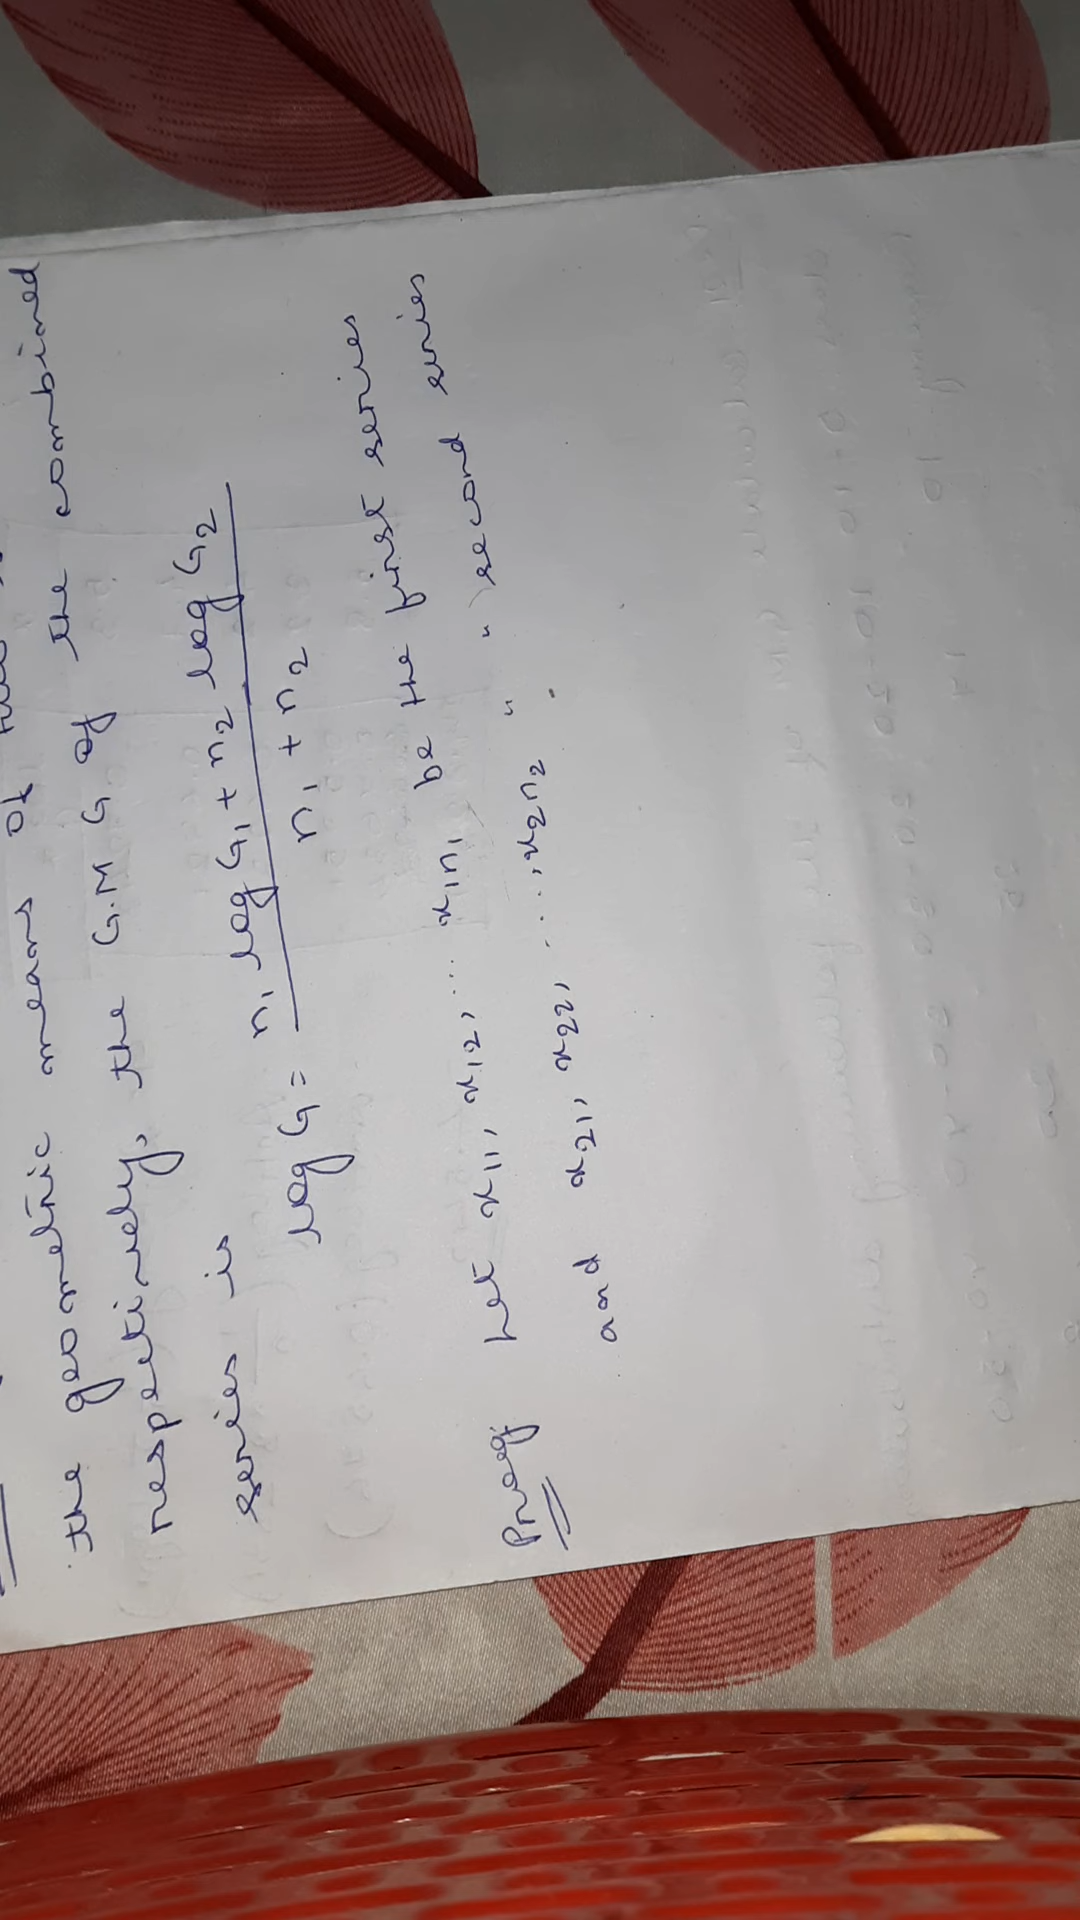 the geometric means of
respectively, the G.M G of the combined
series is
log G = n₁ log G₁ + n₂ log G₂
n₁ + n₂
Proof Let x₁₁, x₁₂, ... x₁n₁ be the first series
and x₂₁, x₂₂, ...., x₂n₂ " " " second series